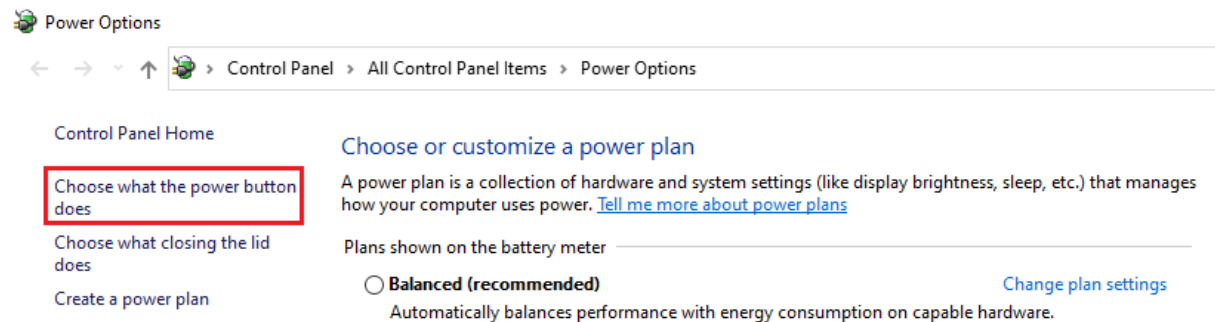 Power Options
Control Panel > All Control Panel Items > Power Options
Control Panel Home
Choose what the power button
does
Choose what closing the lid
does
Create a power plan
Choose or customize a power plan
A power plan is a collection of hardware and system settings (like display brightness, sleep, etc.) that manages
how your computer uses power. Tell me more about power plans
Plans shown on the battery meter
Balanced (recommended)
Change plan settings
Automatically balances performance with energy consumption on capable hardware.